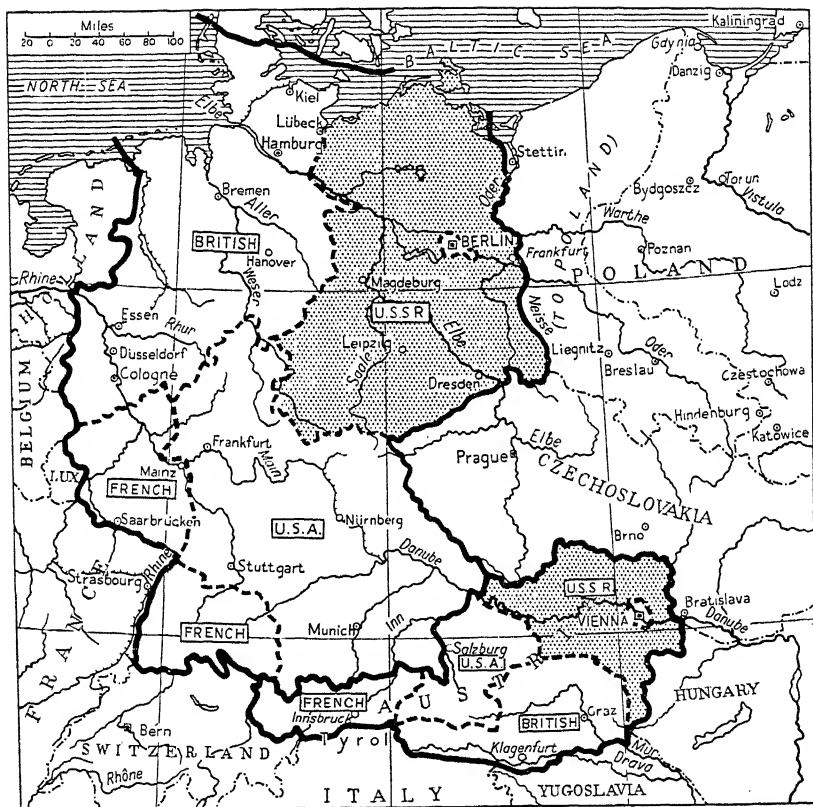 Miles
20 0 20 60 100
NORTH SEA
BALTIC SEA
Kaliningrad
Gdynia
Danzig
Kiel
Elbe
Lübeck
Hamburg
Stettin
Oder
(TO POLAND)
Bydgoszcz
Torun
Vistula
HOLLAND
Bremen
Aller
BRITISH
Hanover
Weser
BERLIN
Warthe
Frankfurt
Poznan
POLAND
Rhine
Magdeburg
Lodz
U.S.S.R.
Neisse
Essen
Rhur
Düsseldorf
Cologne
Leipzig
Saale
Elbe
Dresden
Liegnitz
Oder
Breslau
Czestochowa
BELGIUM
Hindenburg
Katowice
Frankfurt
Main
Elbe
Prague
CZECHOSLOVAKIA
LUX
Mainz
FRENCH
U.S.A.
Nürnberg
Saarbrücken
Brno
Strasbourg
Rhine
Stuttgart
Danube
U.S.S.R.
VIENNA
Bratislava
Danube
FRANCE
FRENCH
Munich
Inn
Salzburg
U.S.A.
AUSTR
HUNGARY
FRENCH
Innsbruck
Tyrol
BRITISH
Graz
Bern
SWITZERLAND
Klagenfurt
Mur
Drava
Rhône
ITALY
YUGOSLAVIA